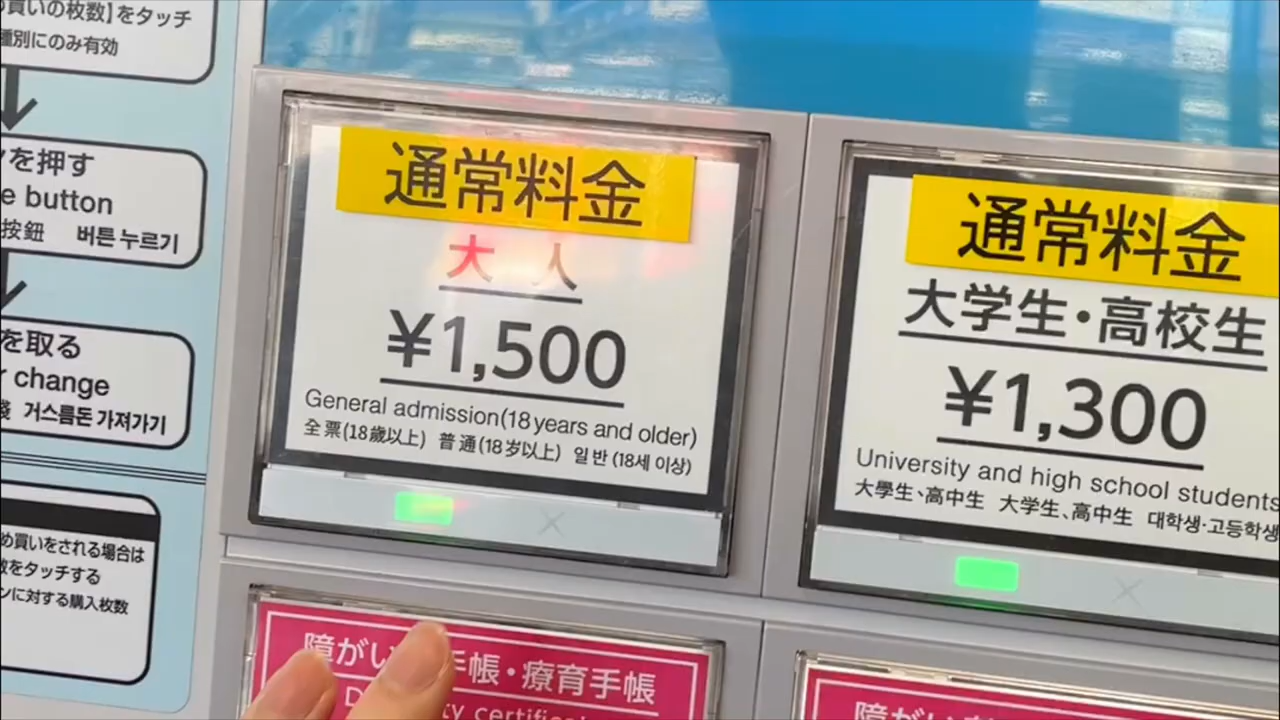 買いの枚数】をタッチ
種別にのみ有効
を押す
button
按鈕 버튼 누르기
を取る
change
거스름돈 가져가기
め買いをされる場合は
数をタッチする
ンに対する購入枚数
通常料金
大 人
¥1,500
General admission(18 years and older)
全票(18歲以上) 普通(18岁以上) 일반(18세 이상)
通常料金
大学生・高校生
¥1,300
University and high school students
大學生、高中生 大学生、高中生 대학생·고등학생
障がい 手帳・療育手帳